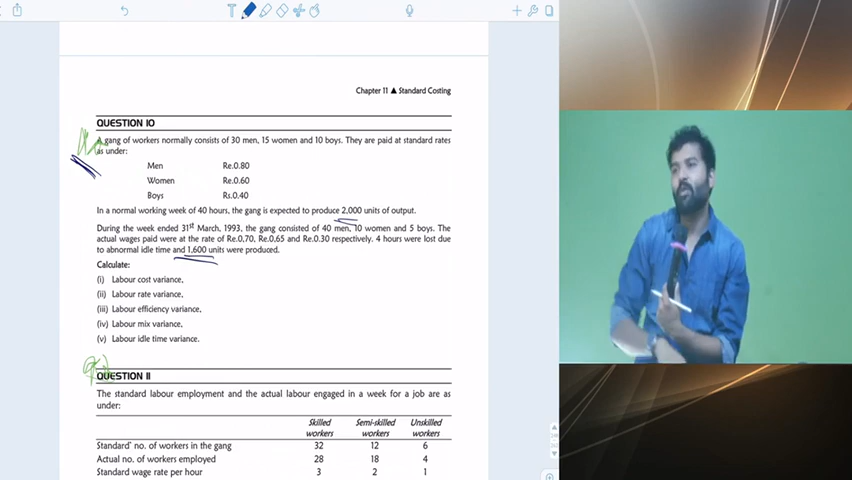 Chapter 11 ▲ Standard Costing
QUESTION 10
A gang of workers normally consists of 30 men, 15 women and 10 boys. They are paid at standard rates
as under:
Men Re.0.80
Women Re.0.60
Boys Rs.0.40
In a normal working week of 40 hours, the gang is expected to produce 2,000 units of output.
During the week ended 31st March, 1993, the gang consisted of 40 men, 10 women and 5 boys. The
actual wages paid were at the rate of Re.0,70, Re.0,65 and Re.0.30 respectively. 4 hours were lost due
to abnormal idle time and 1,600 units were produced.
Calculate:
(i) Labour cost variance,
(ii) Labour rate variance,
(iii) Labour efficiency variance,
(iv) Labour mix variance,
(v) Labour idle time variance.
QUESTION II
The standard labour employment and the actual labour engaged in a week for a job are as
under:
Skilled workers Semi-skilled workers Unskilled workers
Standard' no. of workers in the gang 32 12 6
Actual no. of workers employed 28 18 4
Standard wage rate per hour 3 2 1